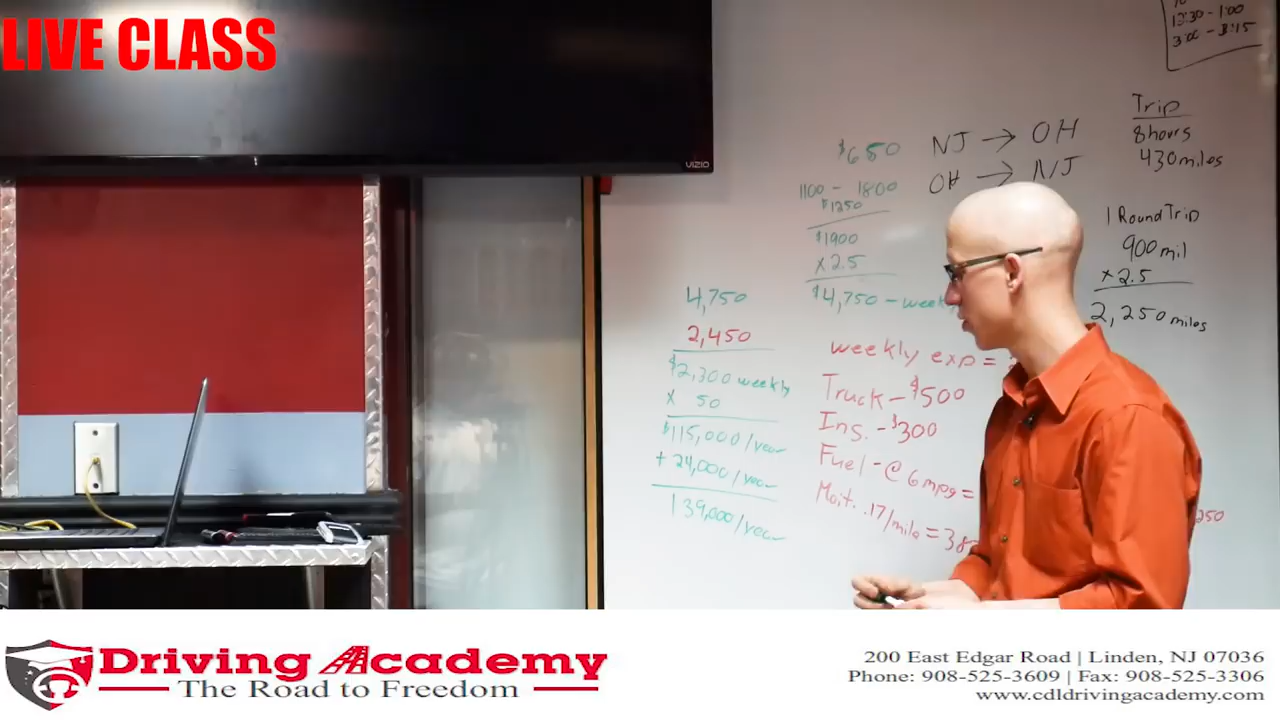 LIVE CLASS
VIZIO
12:30 - 1:00
3:00 - 3:15
Trip
8 hours
430 miles
1 Round Trip
900 mil
x 2.5
2,250 miles
NJ → OH
OH → NJ
$650
1100 - 1800
$1250
$1900
x 2.5
$4,750 - week
4,750
2,450
$2,300 weekly
x 50
$115,000/year
+ 24,000/year
139,000/year
weekly exp =
Truck - $500
Ins. - $300
Fuel - @ 6 mpg =
Mait. .17/mile = 38
250
Driving Academy
The Road to Freedom
200 East Edgar Road | Linden, NJ 07036
Phone: 908-525-3609 | Fax: 908-525-3306
www.cdldrivingacademy.com